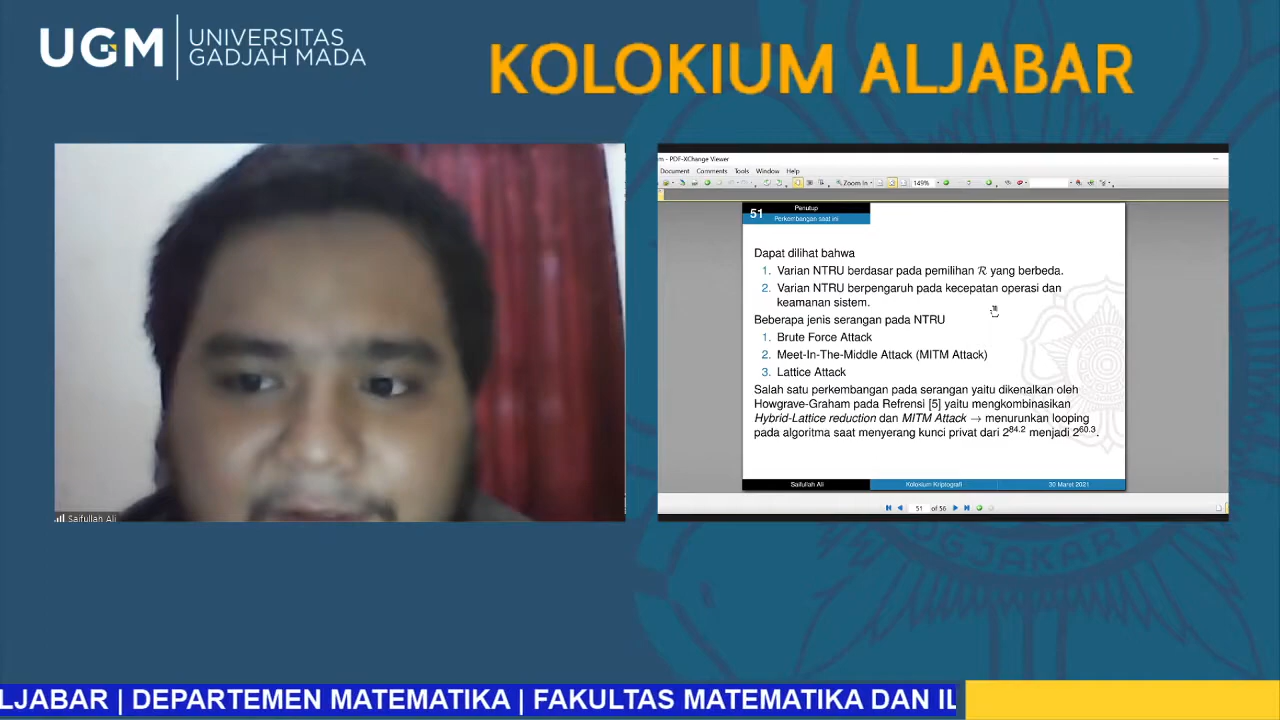 UGM
UNIVERSITAS
GADJAH MADA
KOLOKIUM ALJABAR
Saifullah Ali
m - PDF-XChange Viewer
Document Comments Tools Window Help
Zoom In
149%
51
Penutup
Perkembangan saat ini
Dapat dilihat bahwa
1. Varian NTRU berdasar pada pemilihan R yang berbeda.
2. Varian NTRU berpengaruh pada kecepatan operasi dan
keamanan sistem.
Beberapa jenis serangan pada NTRU
1. Brute Force Attack
2. Meet-In-The-Middle Attack (MITM Attack)
3. Lattice Attack
Salah satu perkembangan pada serangan yaitu dikenalkan oleh
Howgrave-Graham pada Refrensi [5] yaitu mengkombinasikan
Hybrid-Lattice reduction dan MITM Attack → menurunkan looping
pada algoritma saat menyerang kunci privat dari 2^84.2 menjadi 2^60.3.
Saifullah Ali
Kolokium Kriptografi
30 Maret 2021
51 of 56
GJAKAR
LJABAR | DEPARTEMEN MATEMATIKA | FAKULTAS MATEMATIKA DAN IL